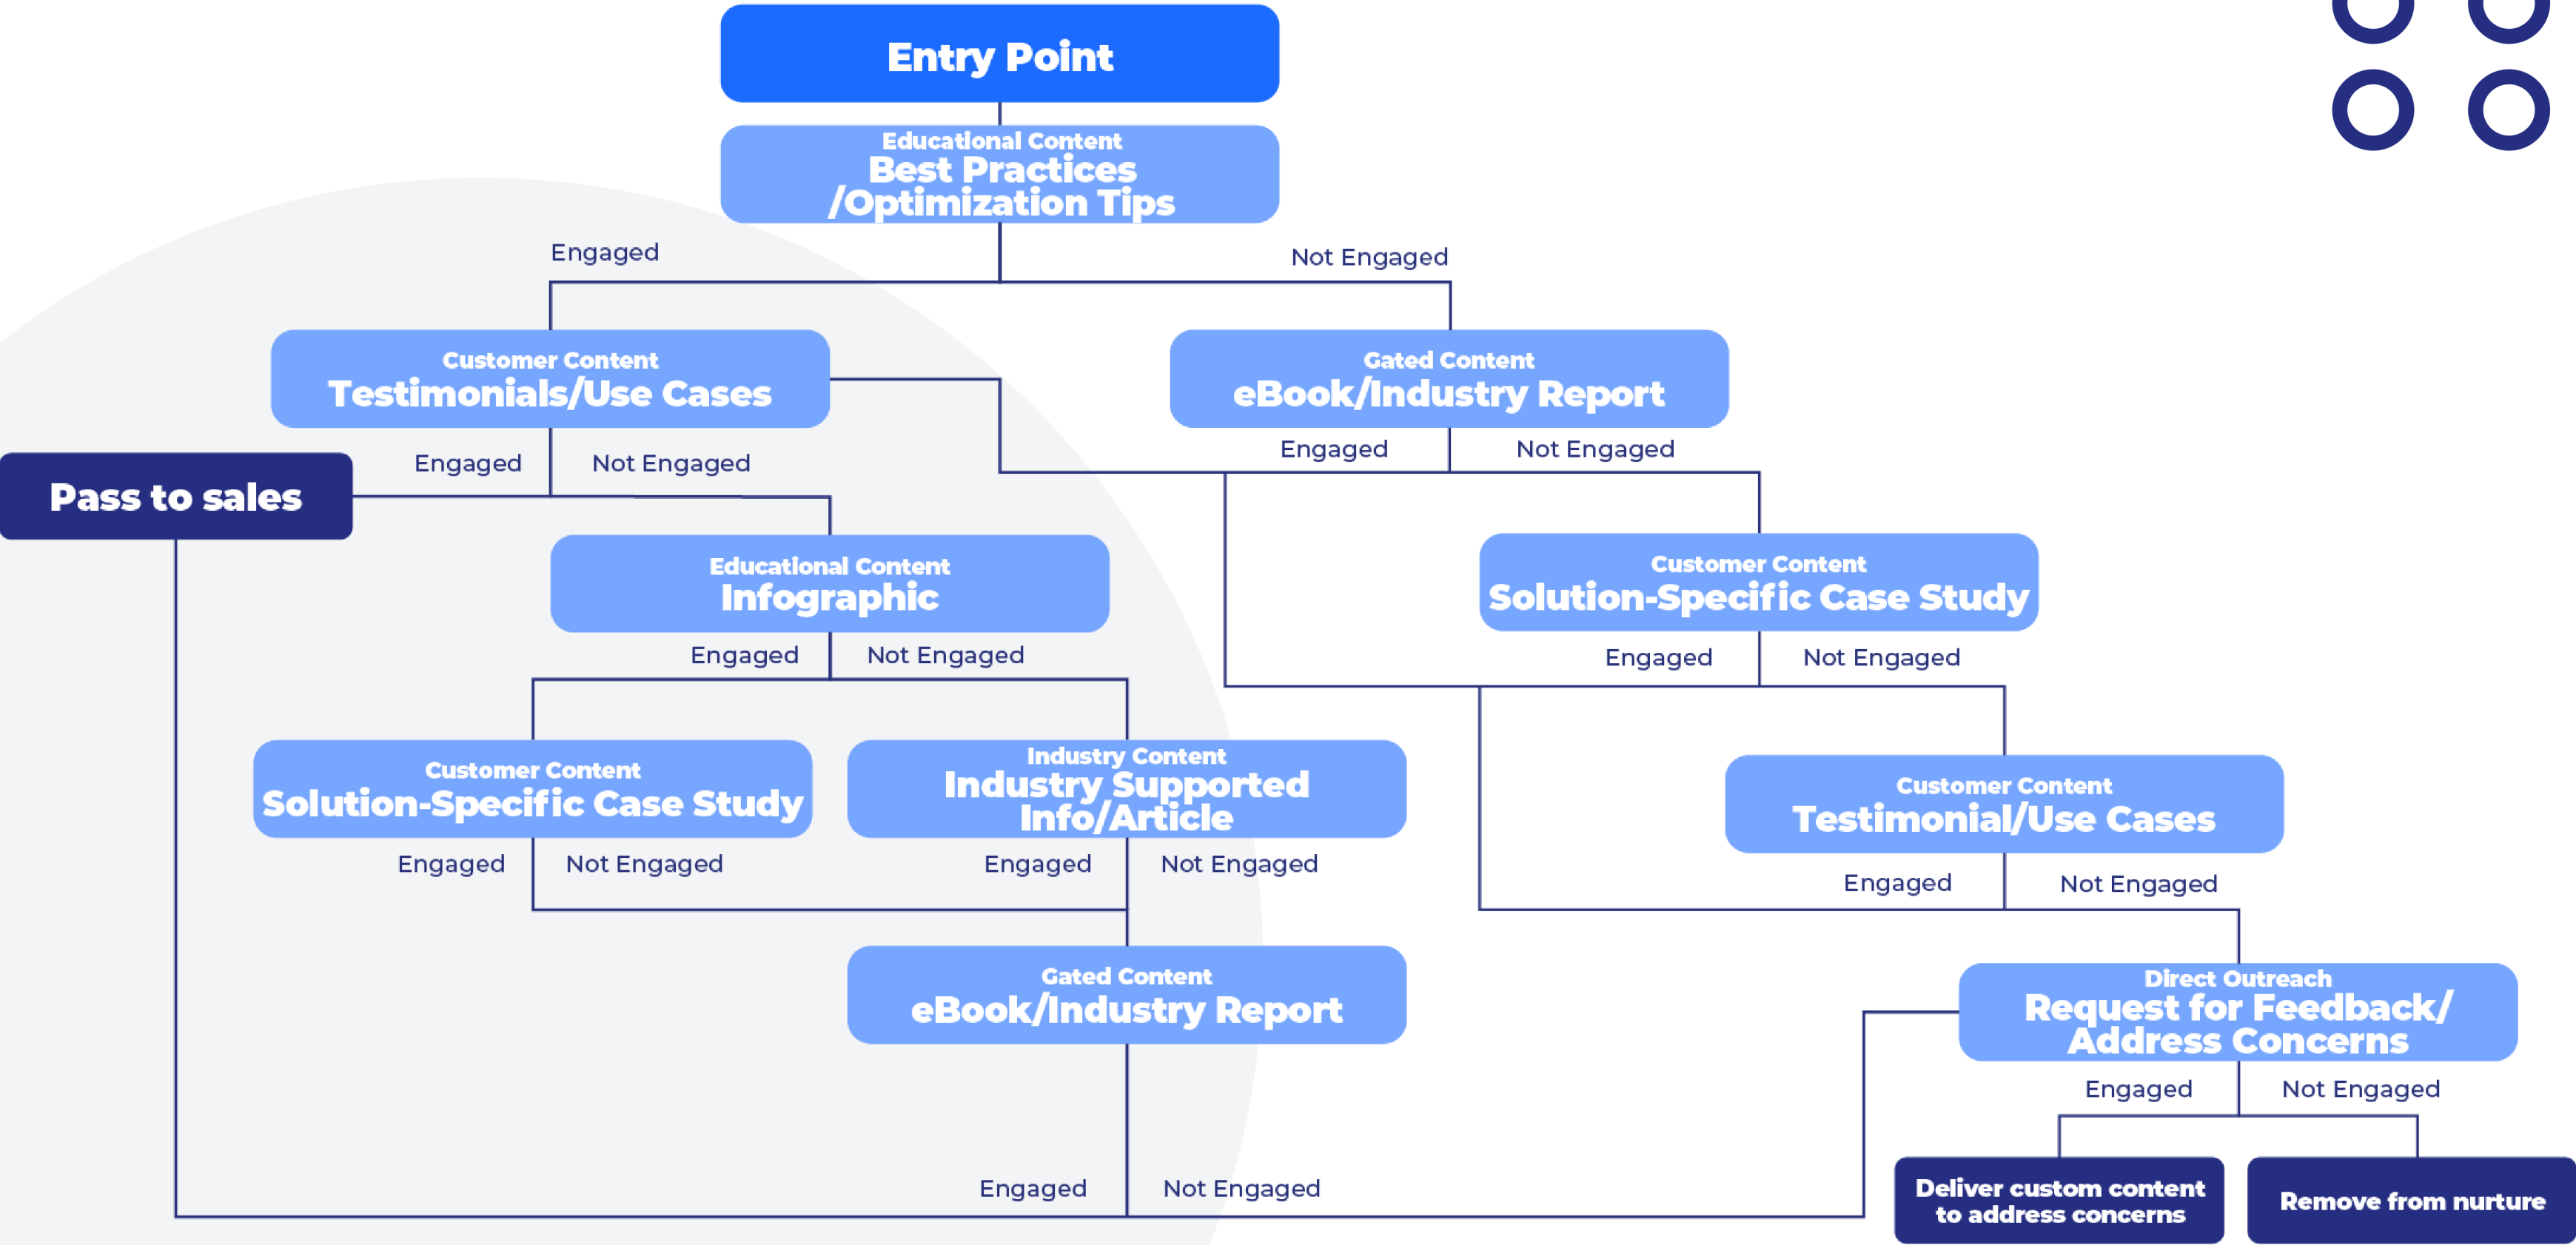 Entry Point
Educational Content
Best Practices
/Optimization Tips
Engaged
Not Engaged
Customer Content
Testimonials/Use Cases
Gated Content
eBook/Industry Report
Engaged
Not Engaged
Engaged
Not Engaged
Pass to sales
Educational Content
Infographic
Customer Content
Solution-Specific Case Study
Engaged
Not Engaged
Engaged
Not Engaged
Customer Content
Solution-Specific Case Study
Industry Content
Industry Supported
Info/Article
Customer Content
Testimonial/Use Cases
Engaged
Not Engaged
Engaged
Not Engaged
Engaged
Not Engaged
Gated Content
eBook/Industry Report
Direct Outreach
Request for Feedback/
Address Concerns
Engaged
Not Engaged
Engaged
Not Engaged
Deliver custom content
to address concerns
Remove from nurture